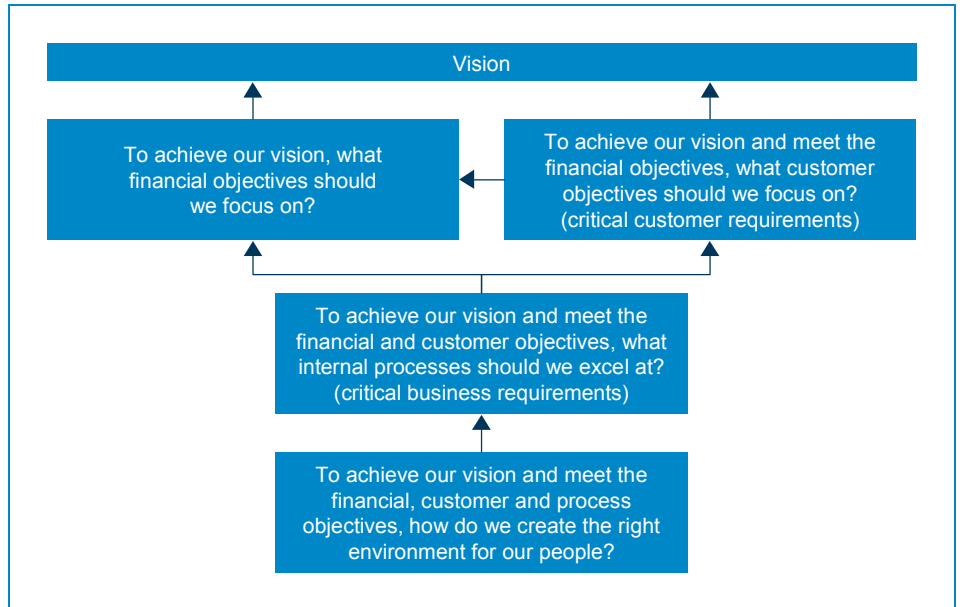 Vision
To achieve our vision, what
financial objectives should
we focus on?
To achieve our vision and meet the
financial objectives, what customer
objectives should we focus on?
(critical customer requirements)
To achieve our vision and meet the
financial and customer objectives, what
internal processes should we excel at?
(critical business requirements)
To achieve our vision and meet the
financial, customer and process
objectives, how do we create the right
environment for our people?